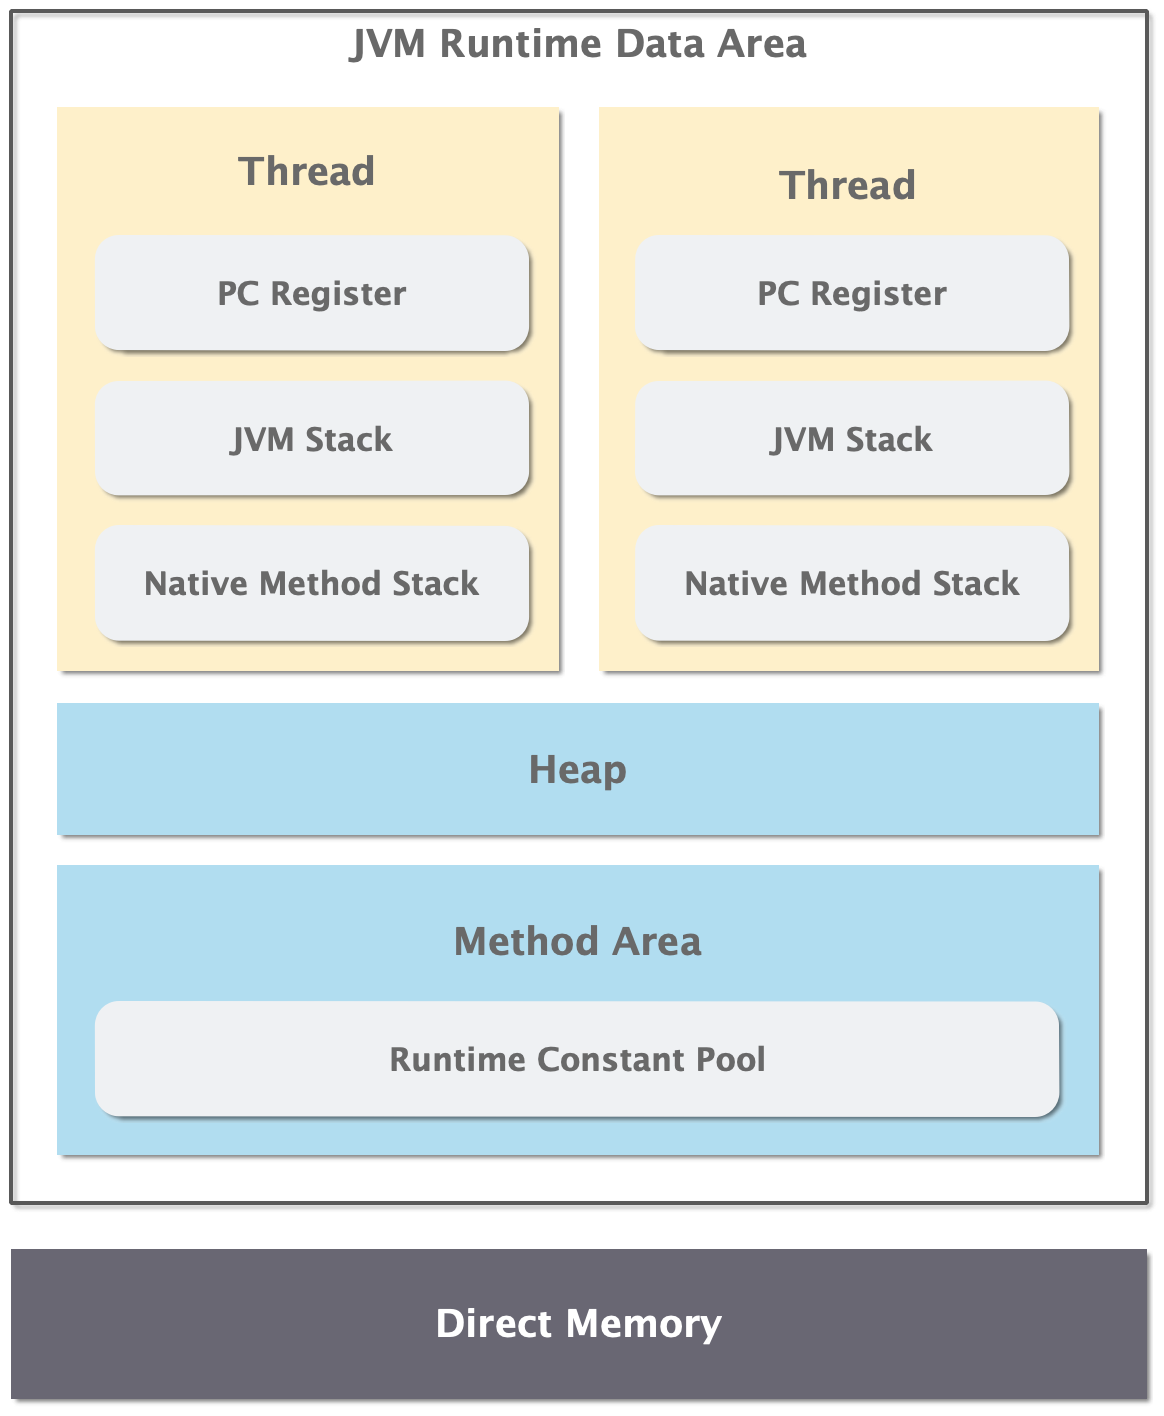 JVM Runtime Data Area
Thread
PC Register
JVM Stack
Native Method Stack
Thread
PC Register
JVM Stack
Native Method Stack
Heap
Method Area
Runtime Constant Pool
Direct Memory